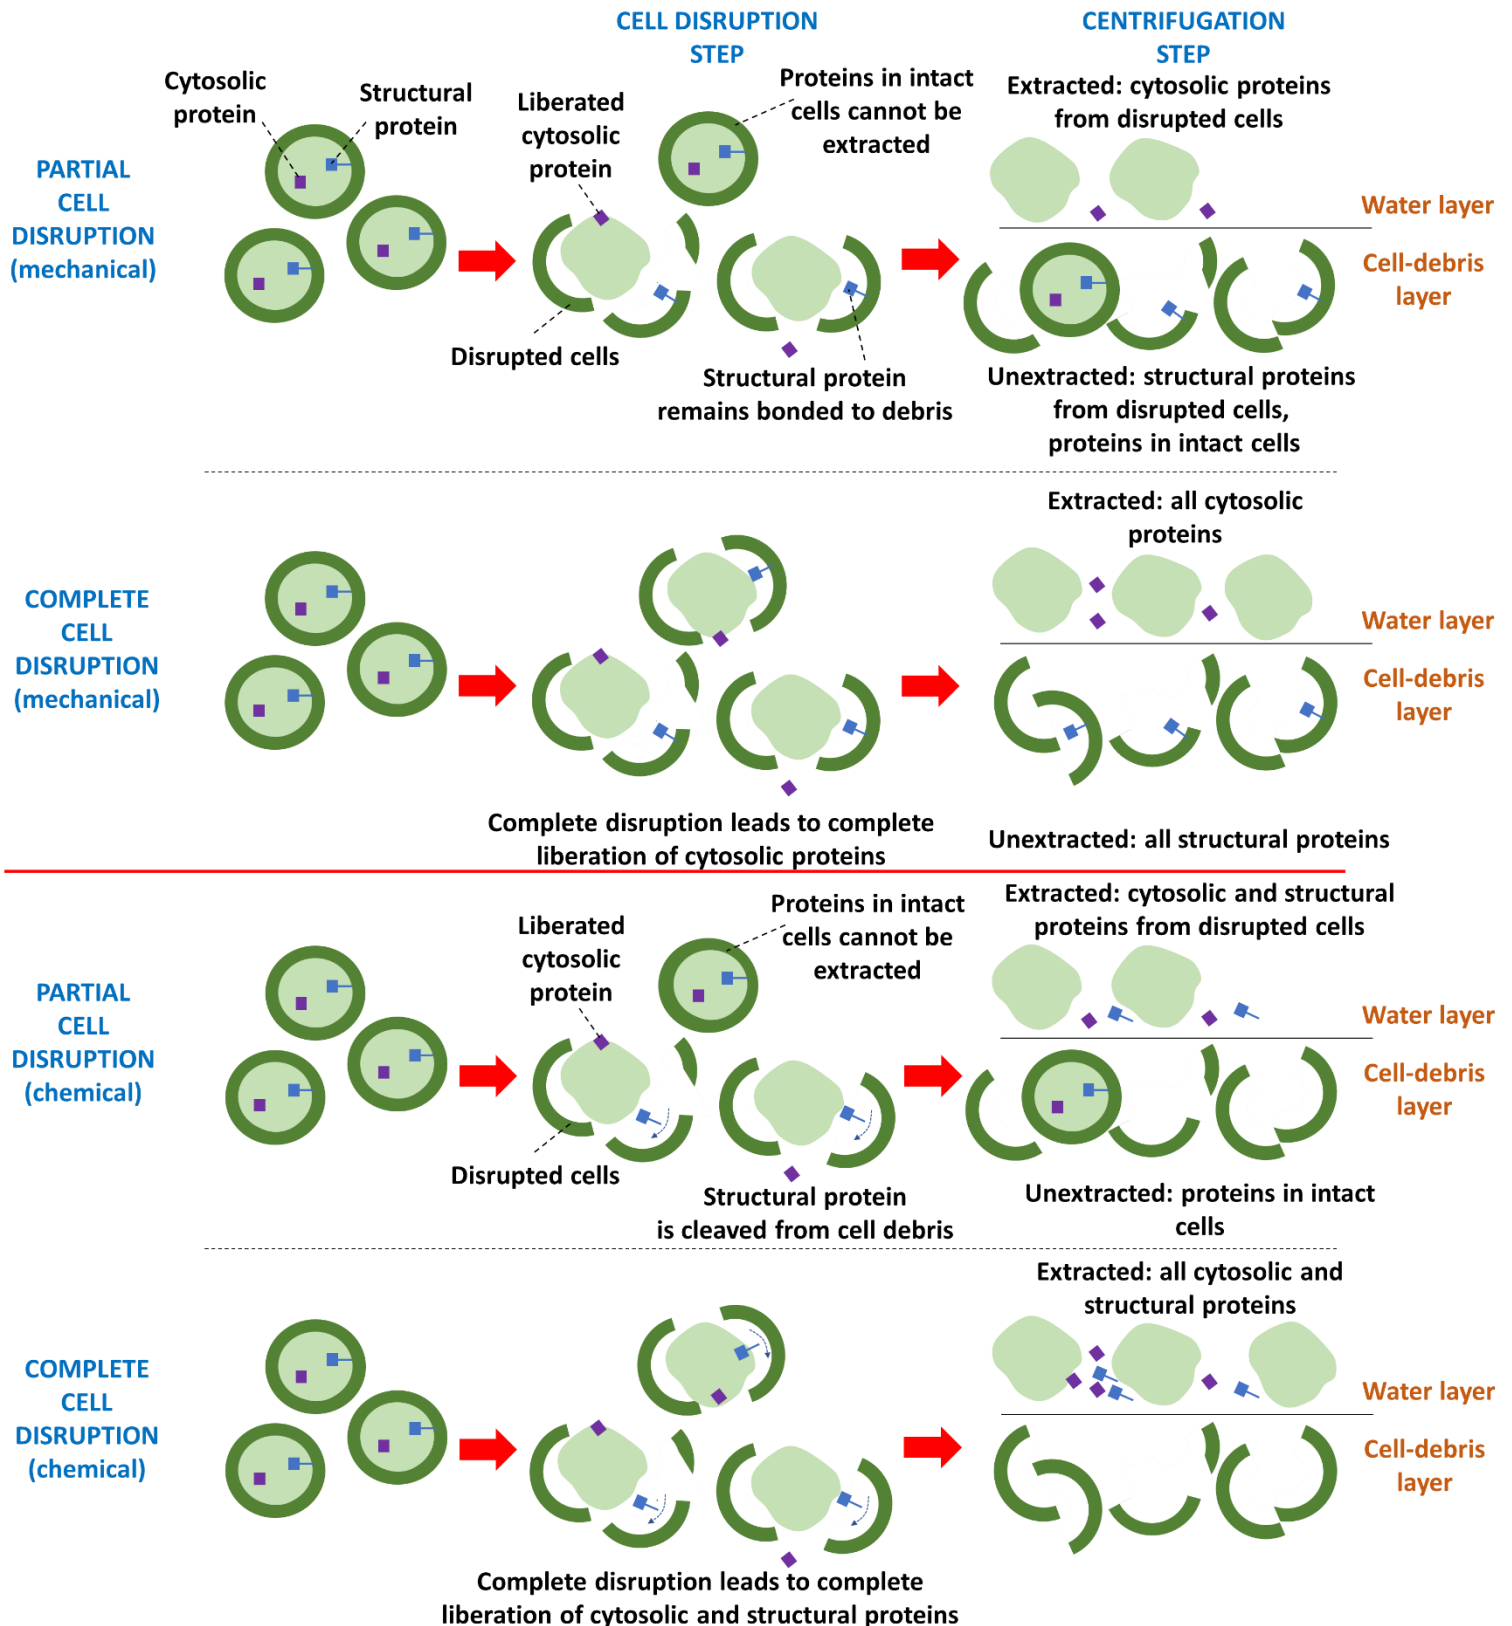 CELL DISRUPTION
STEP
CENTRIFUGATION
STEP
PARTIAL
CELL
DISRUPTION
(mechanical)
Cytosolic
protein
Structural
protein
Liberated
cytosolic
protein
Proteins in intact
cells cannot be
extracted
Disrupted cells
Structural protein
remains bonded to debris
Extracted: cytosolic proteins
from disrupted cells
Water layer
Cell-debris
layer
Unextracted: structural proteins
from disrupted cells,
proteins in intact cells
COMPLETE
CELL
DISRUPTION
(mechanical)
Complete disruption leads to complete
liberation of cytosolic proteins
Extracted: all cytosolic
proteins
Water layer
Cell-debris
layer
Unextracted: all structural proteins
PARTIAL
CELL
DISRUPTION
(chemical)
Liberated
cytosolic
protein
Proteins in intact
cells cannot be
extracted
Disrupted cells
Structural protein
is cleaved from cell debris
Extracted: cytosolic and structural
proteins from disrupted cells
Water layer
Cell-debris
layer
Unextracted: proteins in intact
cells
COMPLETE
CELL
DISRUPTION
(chemical)
Complete disruption leads to complete
liberation of cytosolic and structural proteins
Extracted: all cytosolic and
structural proteins
Water layer
Cell-debris
layer